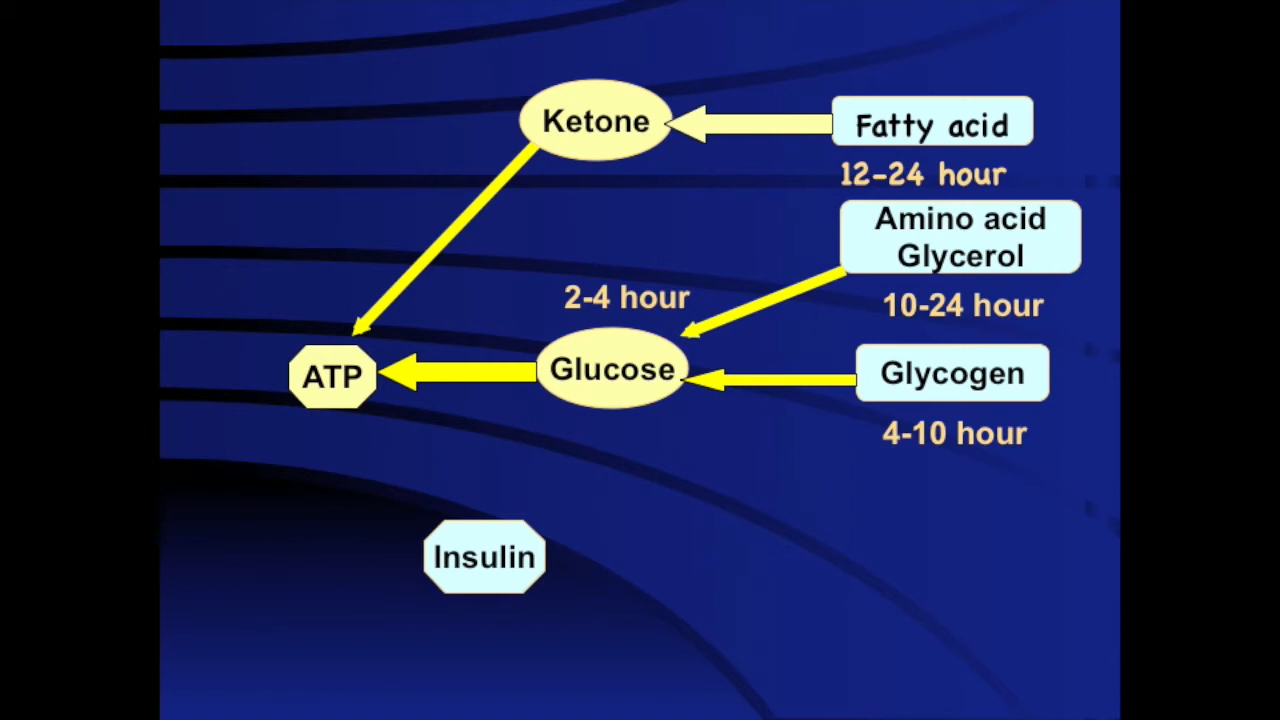 Ketone
Fatty acid
12-24 hour
Amino acid
Glycerol
2-4 hour
10-24 hour
ATP
Glucose
Glycogen
4-10 hour
Insulin